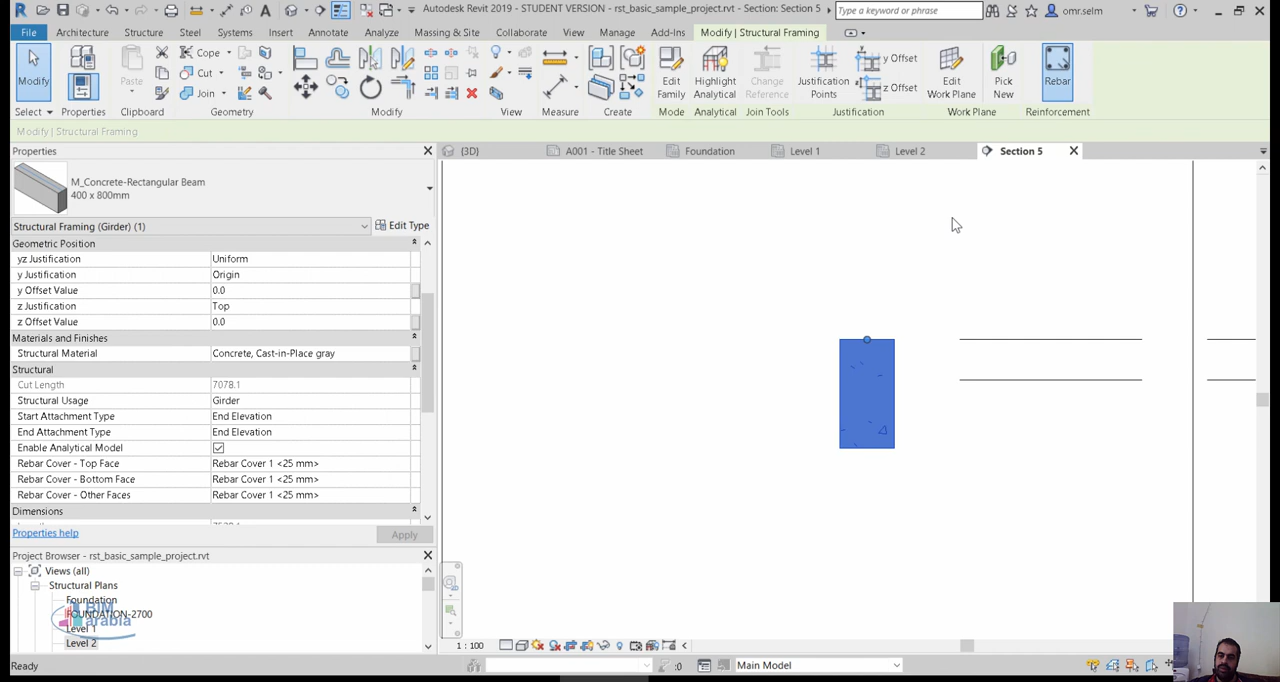 Autodesk Revit 2019 - STUDENT VERSION - rst_basic_sample_project.rvt - Section: Section 5
Type a keyword or phrase
omr.selm
File Architecture Structure Steel Systems Insert Annotate Analyze Massing & Site Collaborate View Manage Add-Ins Modify | Structural Framing
Modify
Paste
Cope
Cut
Join
Edit Family
Highlight Analytical
Change Reference
Justification Points
y Offset
z Offset
Edit Work Plane
Pick New
Rebar
Select Properties Clipboard Geometry Modify View Measure Create Mode Analytical Join Tools Justification Work Plane Reinforcement
Modify | Structural Framing
Properties
{3D} A001 - Title Sheet Foundation Level 1 Level 2 Section 5
M_Concrete-Rectangular Beam
400 x 800mm
Structural Framing (Girder) (1) Edit Type
Geometric Position
yz Justification Uniform
y Justification Origin
y Offset Value 0.0
z Justification Top
z Offset Value 0.0
Materials and Finishes
Structural Material Concrete, Cast-in-Place gray
Structural
Cut Length 7078.1
Structural Usage Girder
Start Attachment Type End Elevation
End Attachment Type End Elevation
Enable Analytical Model
Rebar Cover - Top Face Rebar Cover 1 <25 mm>
Rebar Cover - Bottom Face Rebar Cover 1 <25 mm>
Rebar Cover - Other Faces Rebar Cover 1 <25 mm>
Dimensions
Properties help Apply
Project Browser - rst_basic_sample_project.rvt
Views (all)
Structural Plans
Foundation
FOUNDATION-2700
Level 1
Level 2
BIM
arabia
1 : 100
Ready
:0
Main Model